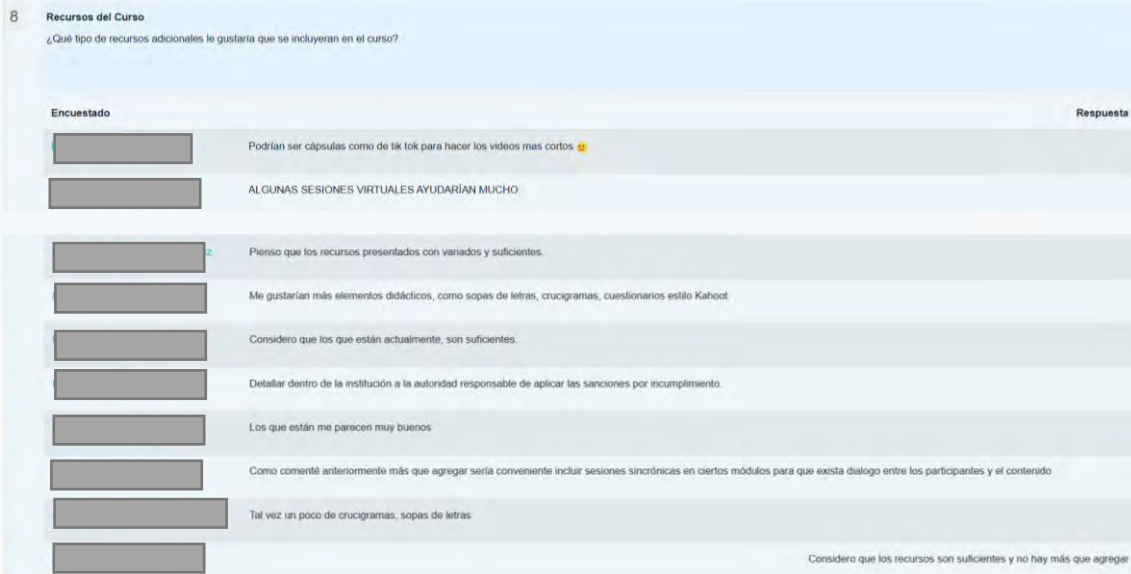 8
Recursos del Curso
¿Qué tipo de recursos adicionales le gustaría que se incluyeran en el curso?
Encuestado Respuesta
Podrían ser cápsulas como de tik tok para hacer los videos mas cortos
ALGUNAS SESIONES VIRTUALES AYUDARÍAN MUCHO
z Pienso que los recursos presentados con variados y suficientes.
Me gustarían más elementos didácticos, como sopas de letras, crucigramas, cuestionarios estilo Kahoot
Considero que los que están actualmente, son suficientes.
Detallar dentro de la institución a la autoridad responsable de aplicar las sanciones por incumplimiento.
Los que están me parecen muy buenos
Como comenté anteriormente más que agregar sería conveniente incluir sesiones sincrónicas en ciertos módulos para que exista dialogo entre los participantes y el contenido
Tal vez un poco de crucigramas, sopas de letras
Considero que los recursos son suficientes y no hay más que agregar